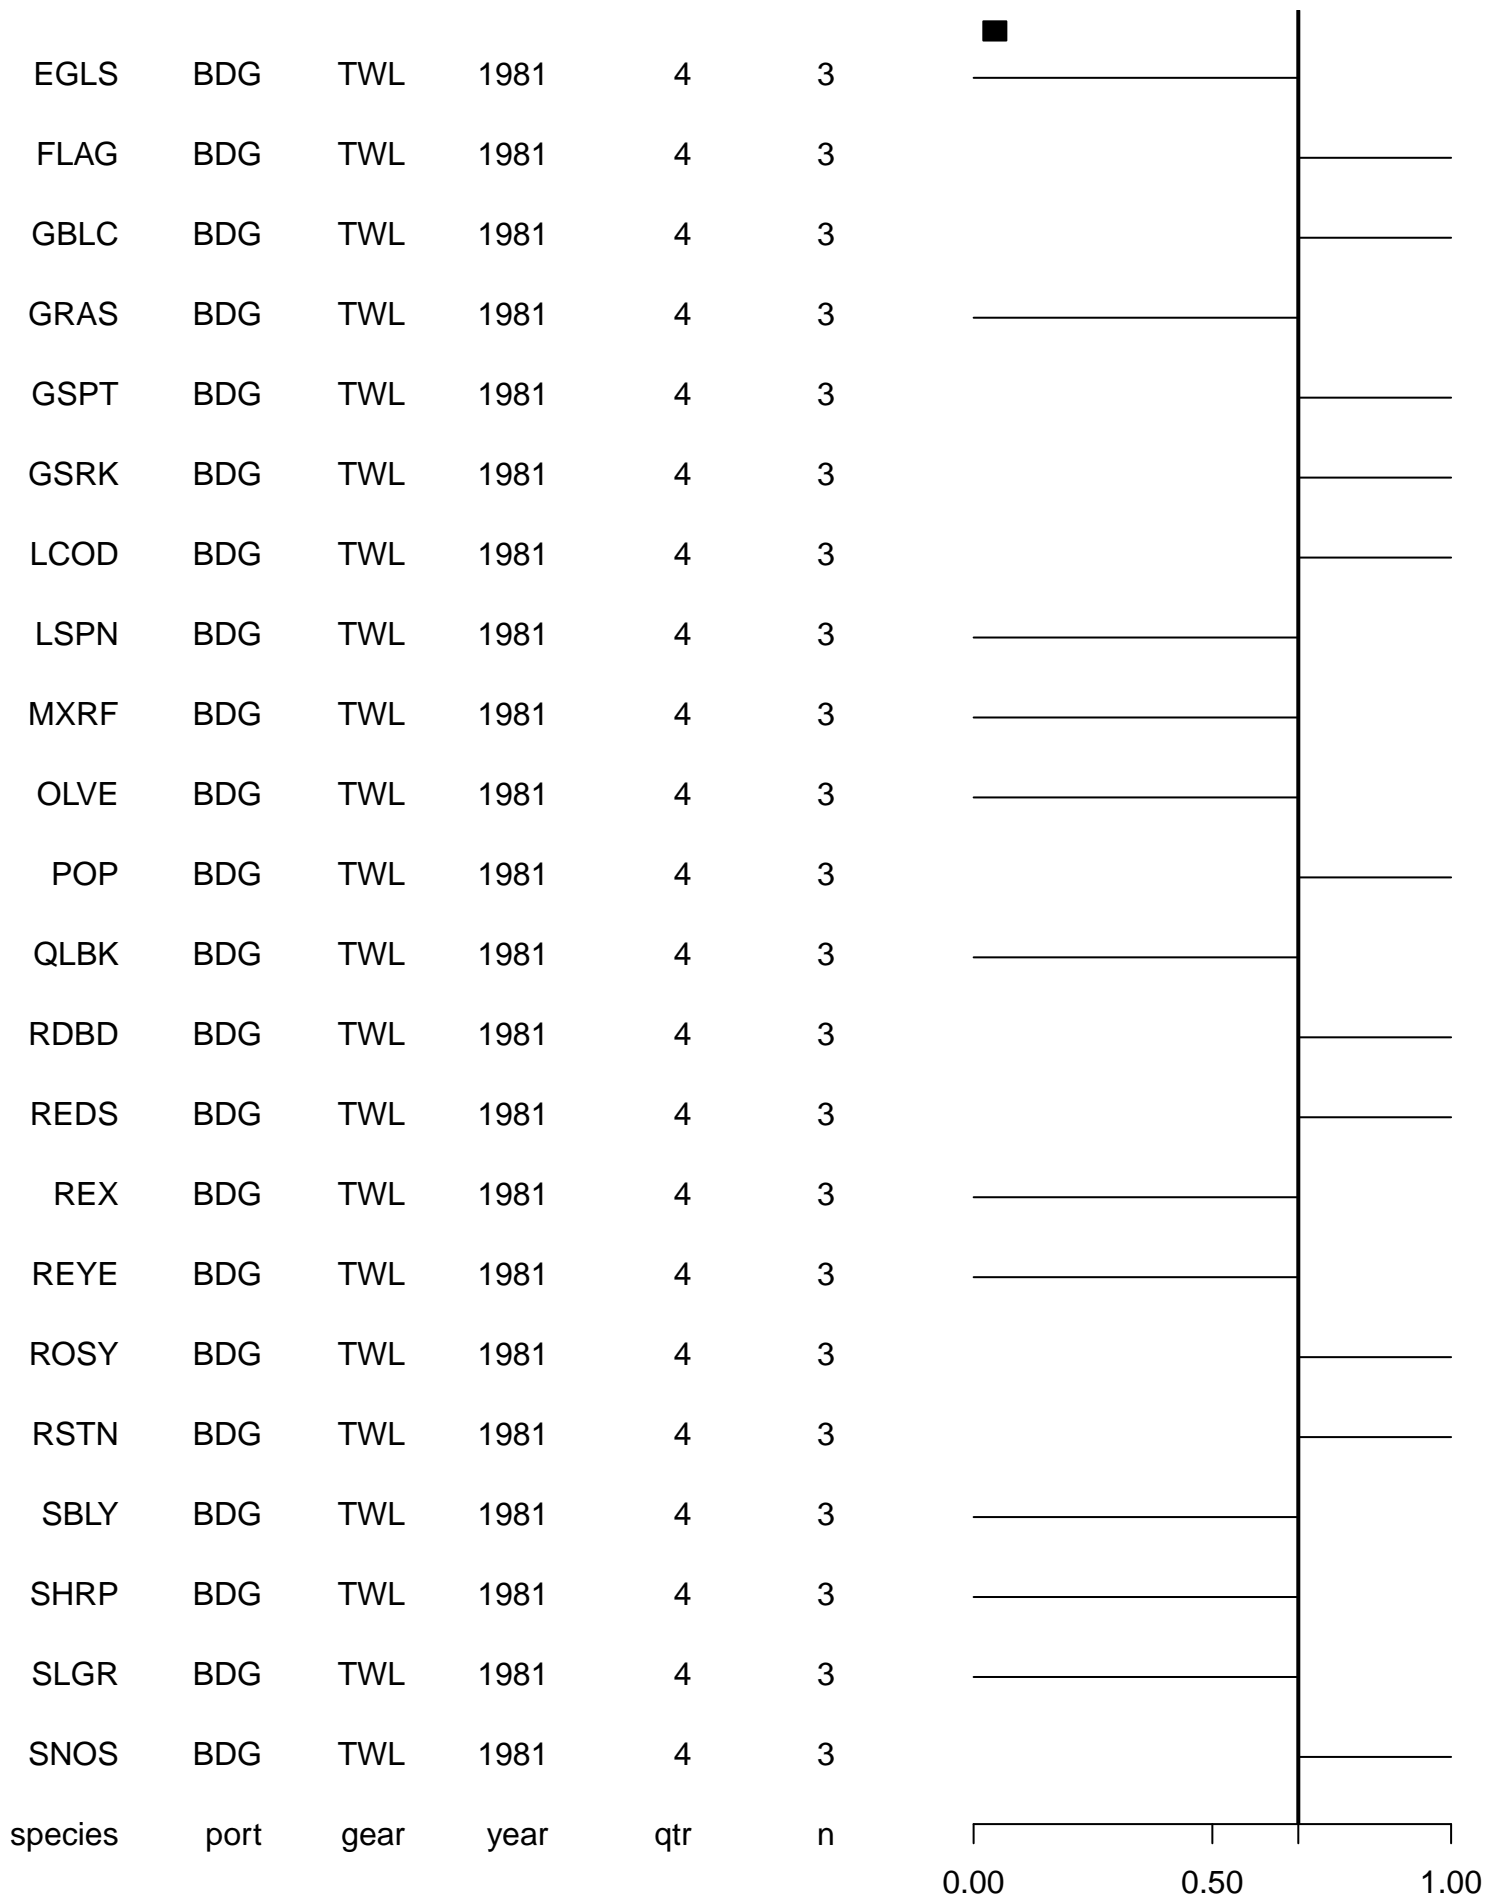 EGLS BDG TWL 1981 4 3
FLAG BDG TWL 1981 4 3
GBLC BDG TWL 1981 4 3
GRAS BDG TWL 1981 4 3
GSPT BDG TWL 1981 4 3
GSRK BDG TWL 1981 4 3
LCOD BDG TWL 1981 4 3
LSPN BDG TWL 1981 4 3
MXRF BDG TWL 1981 4 3
OLVE BDG TWL 1981 4 3
POP BDG TWL 1981 4 3
QLBK BDG TWL 1981 4 3
RDBD BDG TWL 1981 4 3
REDS BDG TWL 1981 4 3
REX BDG TWL 1981 4 3
REYE BDG TWL 1981 4 3
ROSY BDG TWL 1981 4 3
RSTN BDG TWL 1981 4 3
SBLY BDG TWL 1981 4 3
SHRP BDG TWL 1981 4 3
SLGR BDG TWL 1981 4 3
SNOS BDG TWL 1981 4 3
species port gear year qtr n
0.00 0.50 1.00